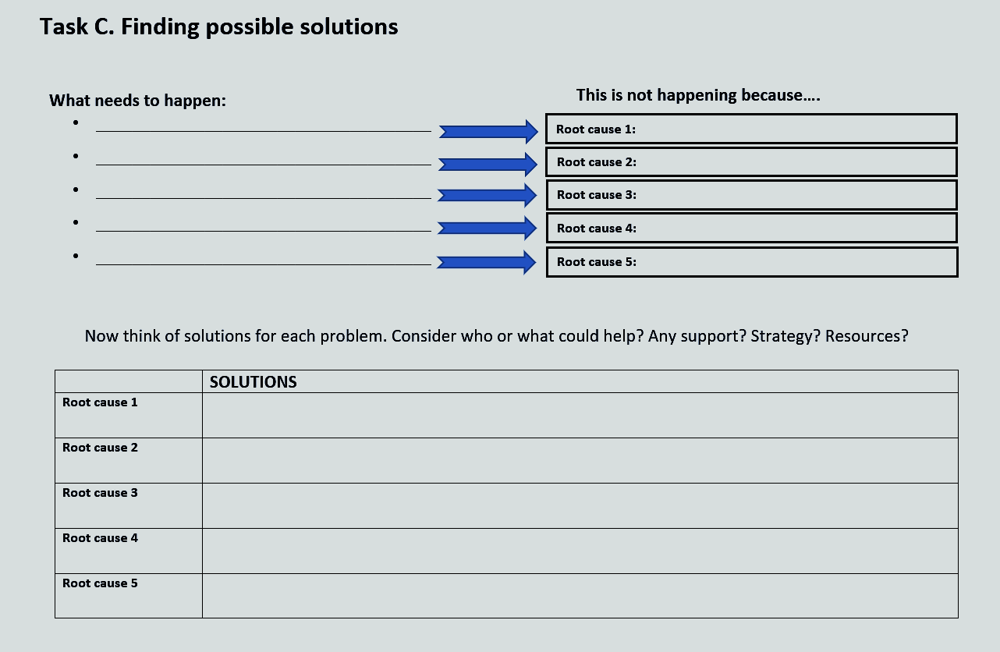 Task C. Finding possible solutions
What needs to happen:
This is not happening because....
Root cause 1:
Root cause 2:
Root cause 3:
Root cause 4:
Root cause 5:
Now think of solutions for each problem. Consider who or what could help? Any support? Strategy? Resources?
SOLUTIONS
Root cause 1
Root cause 2
Root cause 3
Root cause 4
Root cause 5